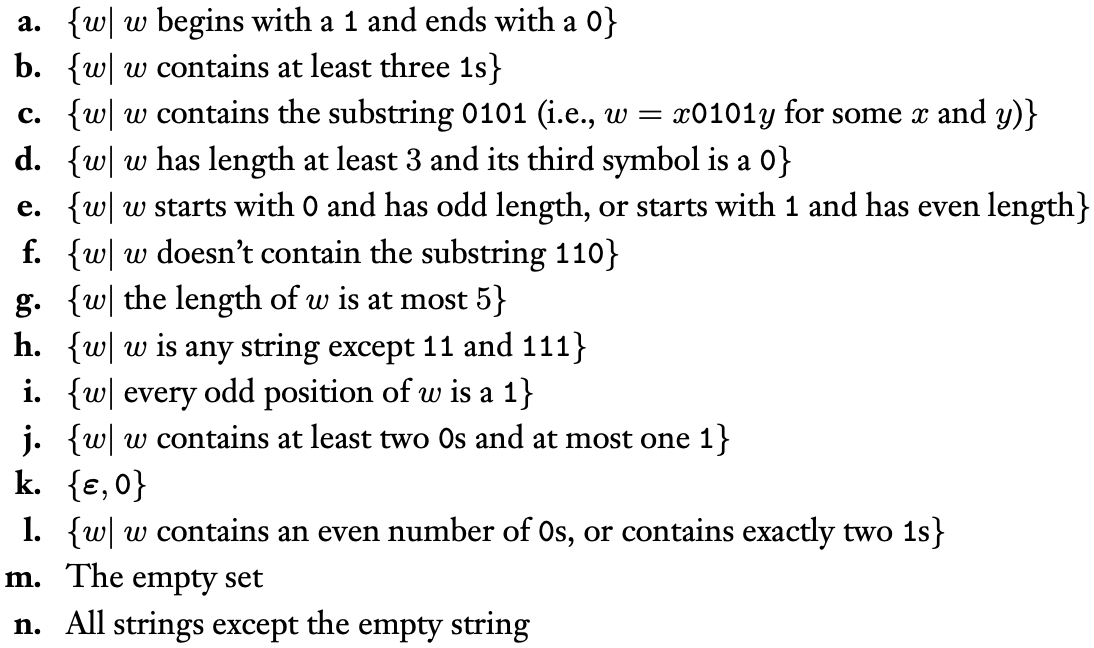 a. {w| w begins with a 1 and ends with a 0}
b. {w| w contains at least three 1s}
c. {w| w contains the substring 0101 (i.e., w = x0101y for some x and y)}
d. {w| w has length at least 3 and its third symbol is a 0}
e. {w| w starts with 0 and has odd length, or starts with 1 and has even length}
f. {w| w doesn’t contain the substring 110}
g. {w| the length of w is at most 5}
h. {w| w is any string except 11 and 111}
i. {w| every odd position of w is a 1}
j. {w| w contains at least two 0s and at most one 1}
k. {ε, 0}
l. {w| w contains an even number of 0s, or contains exactly two 1s}
m. The empty set
n. All strings except the empty string